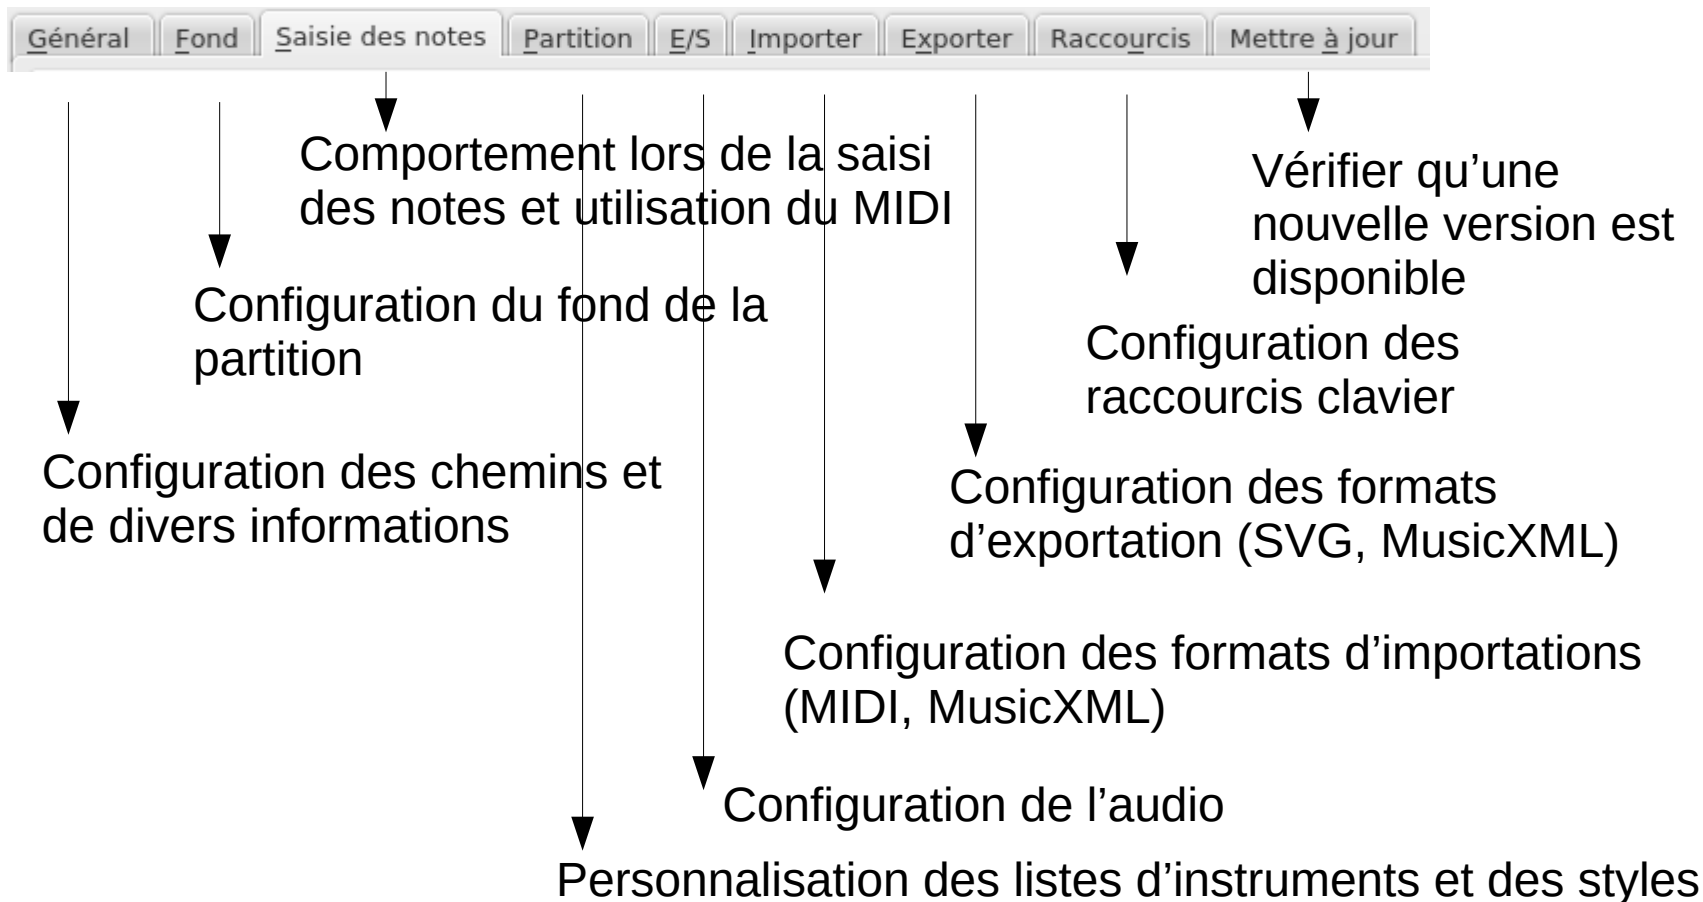 Général Fond Saisie des notes Partition E/S Importer Exporter Raccourcis Mettre à jour
Comportement lors de la saisi
des notes et utilisation du MIDI
Vérifier qu’une
nouvelle version est
disponible
Configuration du fond de la
partition
Configuration des
raccourcis clavier
Configuration des chemins et
de divers informations
Configuration des formats
d’exportation (SVG, MusicXML)
Configuration des formats d’importations
(MIDI, MusicXML)
Configuration de l’audio
Personnalisation des listes d’instruments et des styles